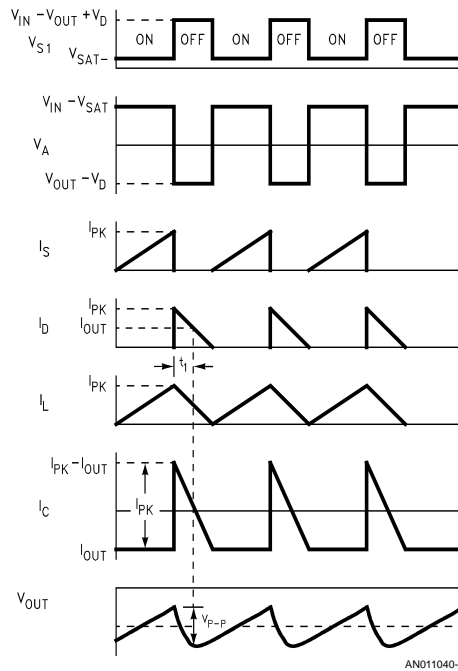 V_IN - V_OUT + V_D
V_S1
ON OFF ON OFF ON OFF
V_SAT-
V_IN - V_SAT
V_A
V_OUT - V_D
I_PK
I_S
I_PK
I_D
I_OUT
t_1
I_PK
I_L
I_PK - I_OUT
I_C
I_PK
I_OUT
V_OUT
V_P-P
AN011040-